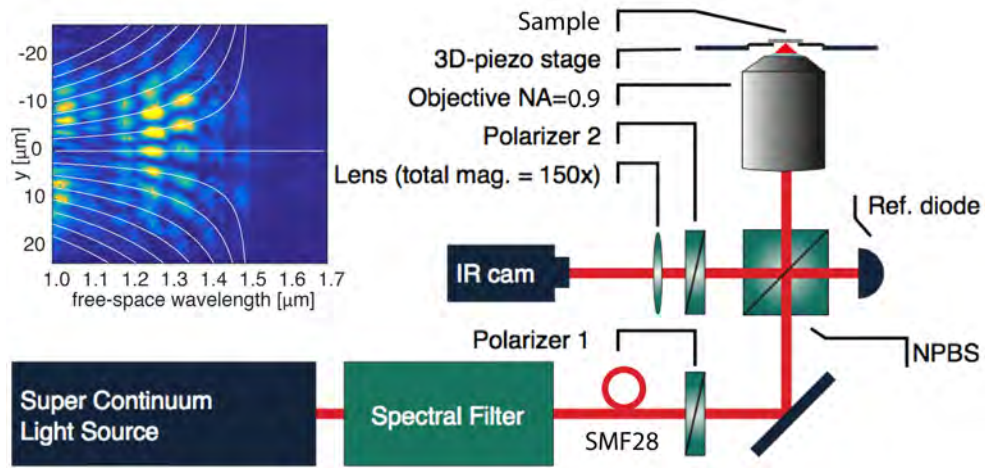 -20
-10
0
10
20
y [μm]
1.0 1.1 1.2 1.3 1.4 1.5 1.6 1.7
free-space wavelength [μm]
Sample
3D-piezo stage
Objective NA=0.9
Polarizer 2
Lens (total mag. = 150x)
Ref. diode
IR cam
Polarizer 1
NPBS
Super Continuum
Light Source
Spectral Filter
SMF28